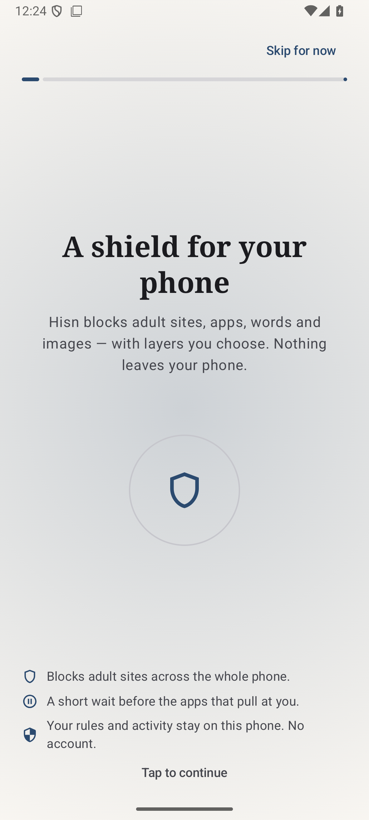 12:24
Skip for now
A shield for your
phone
Hisn blocks adult sites, apps, words and
images — with layers you choose. Nothing
leaves your phone.
Blocks adult sites across the whole phone.
A short wait before the apps that pull at you.
Your rules and activity stay on this phone. No
account.
Tap to continue